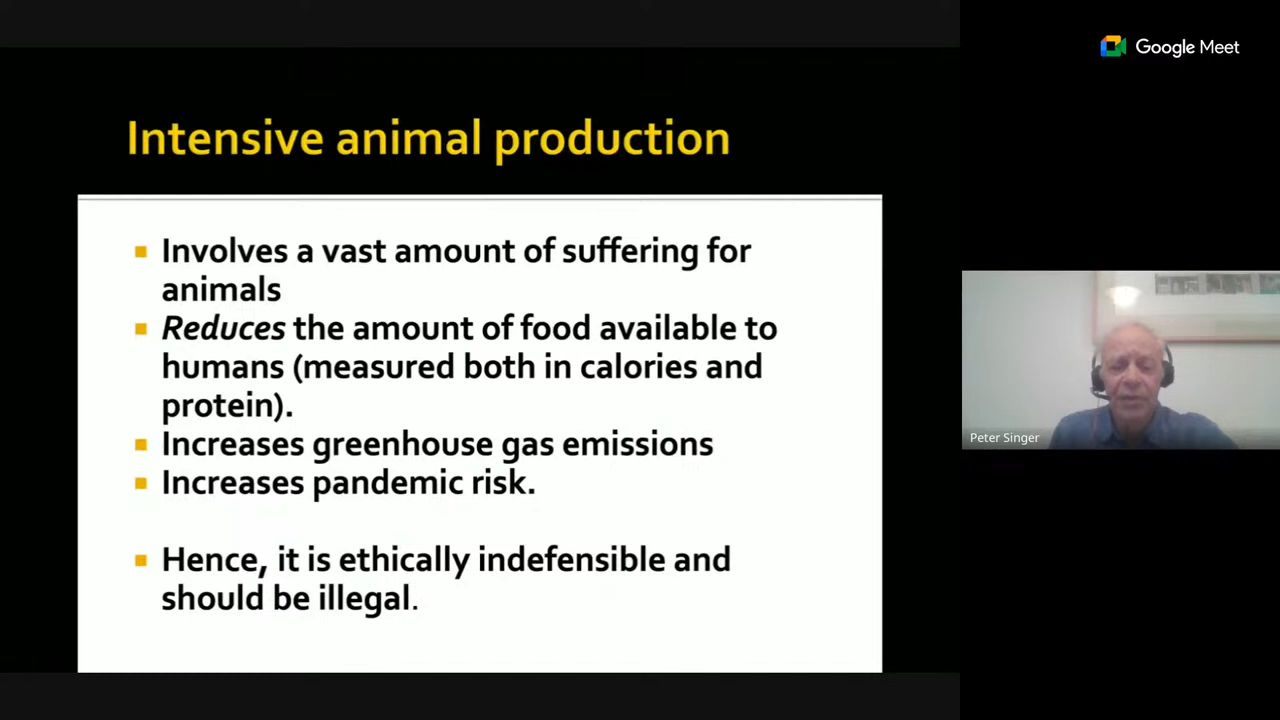 Google Meet
Intensive animal production
Involves a vast amount of suffering for
animals
Reduces the amount of food available to
humans (measured both in calories and
protein).
Increases greenhouse gas emissions
Increases pandemic risk.
Hence, it is ethically indefensible and
should be illegal.
Peter Singer